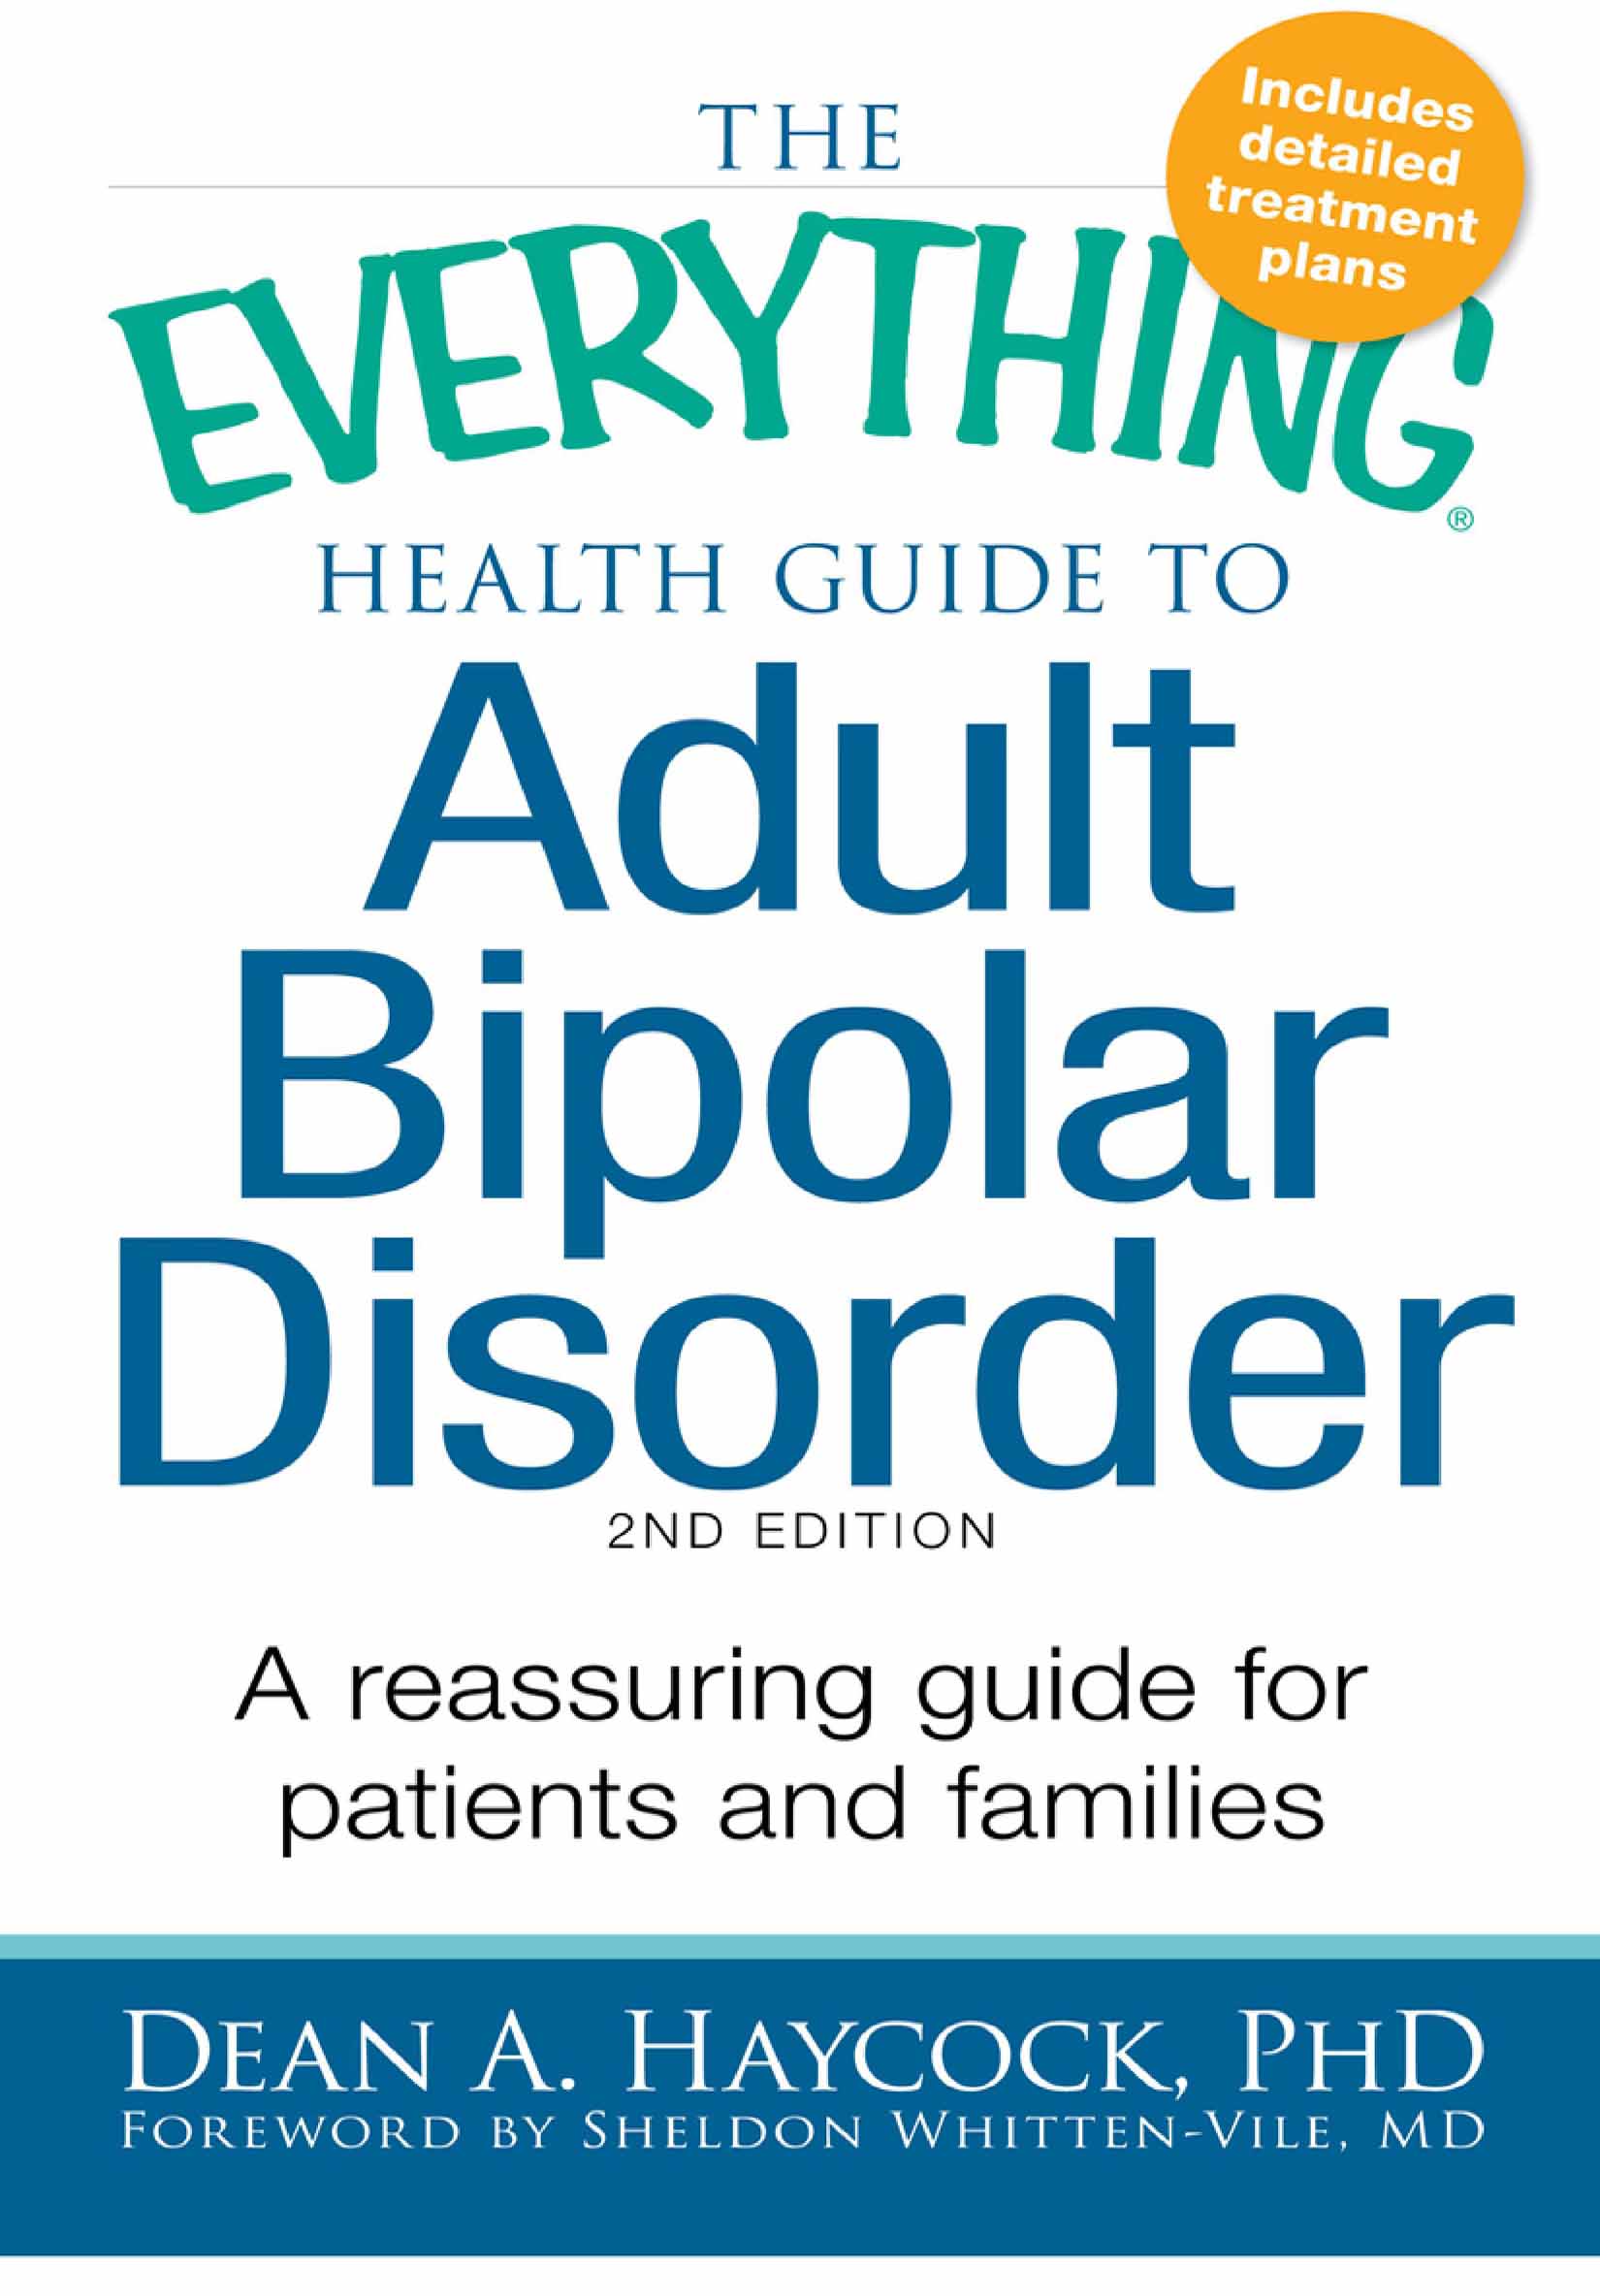 THE
Includes
detailed
treatment
plans
EVERYTHING®
HEALTH GUIDE TO
Adult
Bipolar
Disorder
2ND EDITION
A reassuring guide for
patients and families
DEAN A. HAYCOCK, PHD
FOREWORD BY SHELDON WHITTEN-VILE, MD